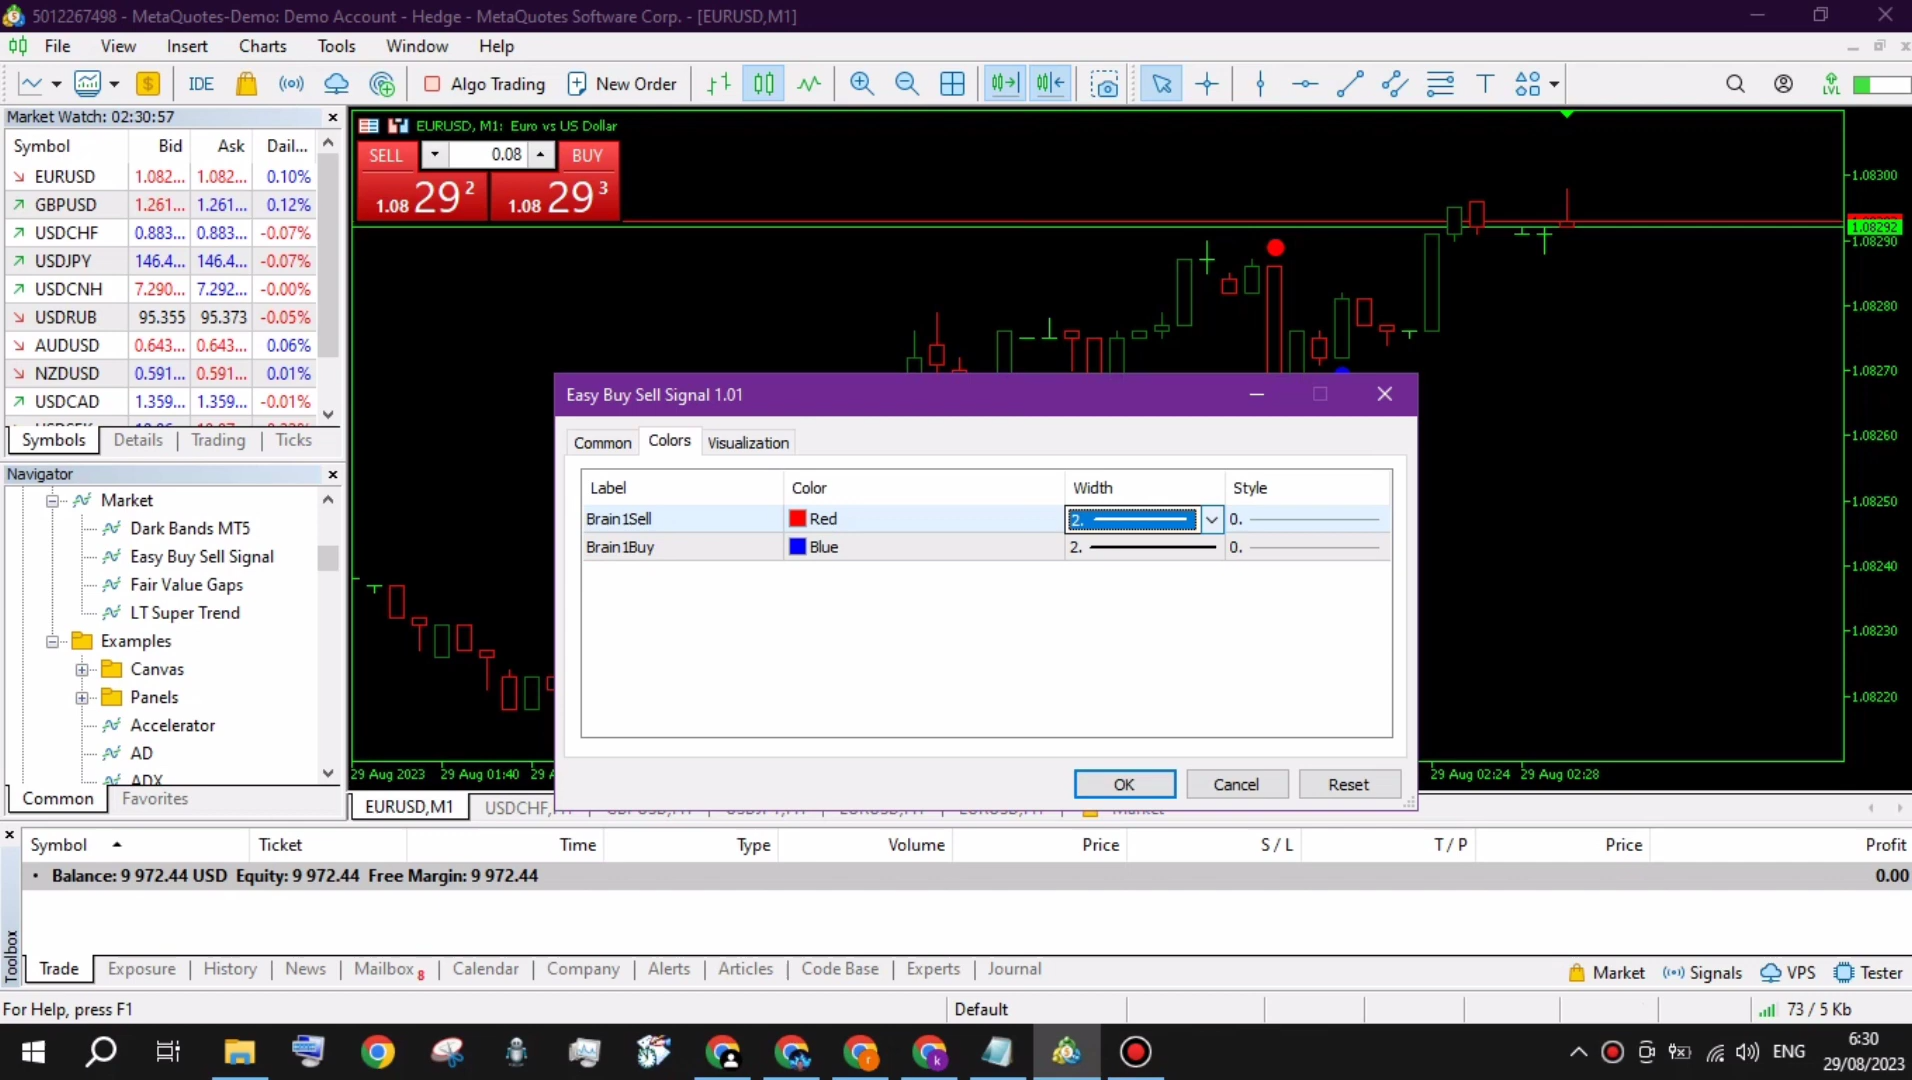 5012267498 - MetaQuotes-Demo: Demo Account - Hedge - MetaQuotes Software Corp. - [EURUSD,M1]
File View Insert Charts Tools Window Help
IDE Algo Trading New Order LVL
Market Watch: 02:30:57
Symbol Bid Ask Dail...
EURUSD 1.082... 1.082... 0.10%
GBPUSD 1.261... 1.261... 0.12%
USDCHF 0.883... 0.883... -0.07%
USDJPY 146.4... 146.4... -0.07%
USDCNH 7.290... 7.292... -0.00%
USDRUB 95.355 95.373 -0.05%
AUDUSD 0.643... 0.643... 0.06%
NZDUSD 0.591... 0.591... 0.01%
USDCAD 1.359... 1.359... -0.01%
Symbols Details Trading Ticks
Navigator
Market
Dark Bands MT5
Easy Buy Sell Signal
Fair Value Gaps
LT Super Trend
Examples
Canvas
Panels
Accelerator
AD
ADX
Common Favorites
EURUSD, M1: Euro vs US Dollar
SELL 0.08 BUY
1.08 29 2 1.08 29 3
1.08300
1.08292
1.08290
1.08280
1.08270
1.08260
1.08250
1.08240
1.08230
1.08220
Easy Buy Sell Signal 1.01
Common Colors Visualization
Label Color Width Style
Brain1Sell Red 2. 0.
Brain1Buy Blue 2. 0.
OK Cancel Reset
29 Aug 2023 29 Aug 01:40 29 A 29 Aug 02:24 29 Aug 02:28
EURUSD,M1 USDCHF,
Symbol Ticket Time Type Volume Price S / L T / P Price Profit
Balance: 9 972.44 USD Equity: 9 972.44 Free Margin: 9 972.44 0.00
Toolbox
Trade Exposure History News Mailbox 8 Calendar Company Alerts Articles Code Base Experts Journal
Market Signals VPS Tester
For Help, press F1 Default 73 / 5 Kb
ENG
6:30
29/08/2023